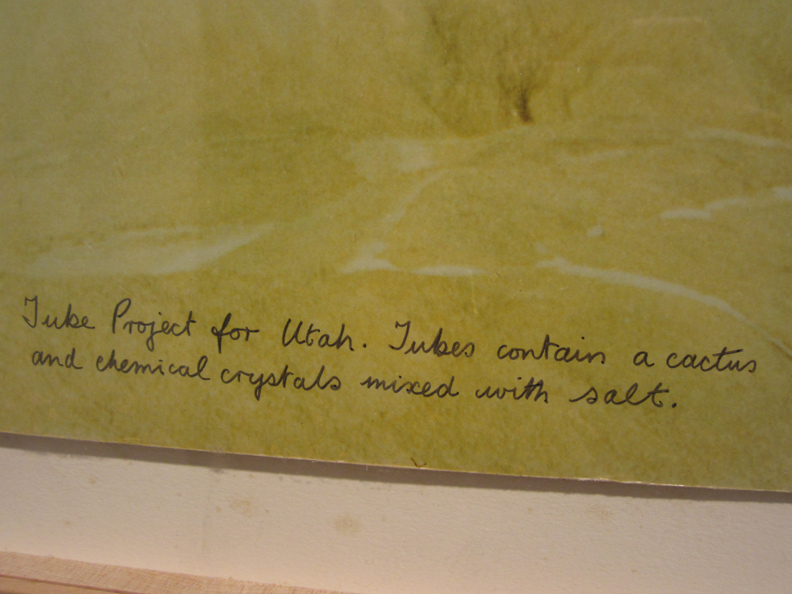 Tube Project for Utah. Tubes contain a cactus
and chemical crystals mixed with salt.